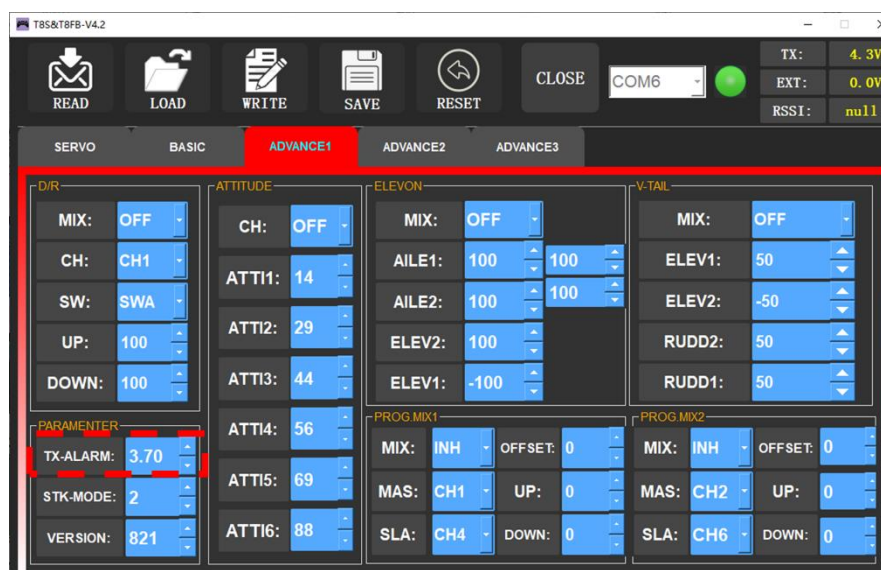 T8S&T8FB-V4.2
READ LOAD WRITE SAVE RESET CLOSE COM6
TX: 4.3V
EXT: 0.0V
RSSI: null
SERVO BASIC ADVANCE1 ADVANCE2 ADVANCE3
D/R
MIX: OFF
CH: CH1
SW: SWA
UP: 100
DOWN: 100
PARAMENTER
TX-ALARM: 3.70
STK-MODE: 2
VERSION: 821
ATTITUDE
CH: OFF
ATTI1: 14
ATTI2: 29
ATTI3: 44
ATTI4: 56
ATTI5: 69
ATTI6: 88
ELEVON
MIX: OFF
AILE1: 100 100
AILE2: 100 100
ELEV2: 100
ELEV1: -100
V-TAIL
MIX: OFF
ELEV1: 50
ELEV2: -50
RUDD2: 50
RUDD1: 50
PROG.MIX1
MIX: INH OFFSET: 0
MAS: CH1 UP: 0
SLA: CH4 DOWN: 0
PROG.MIX2
MIX: INH OFFSET: 0
MAS: CH2 UP: 0
SLA: CH6 DOWN: 0